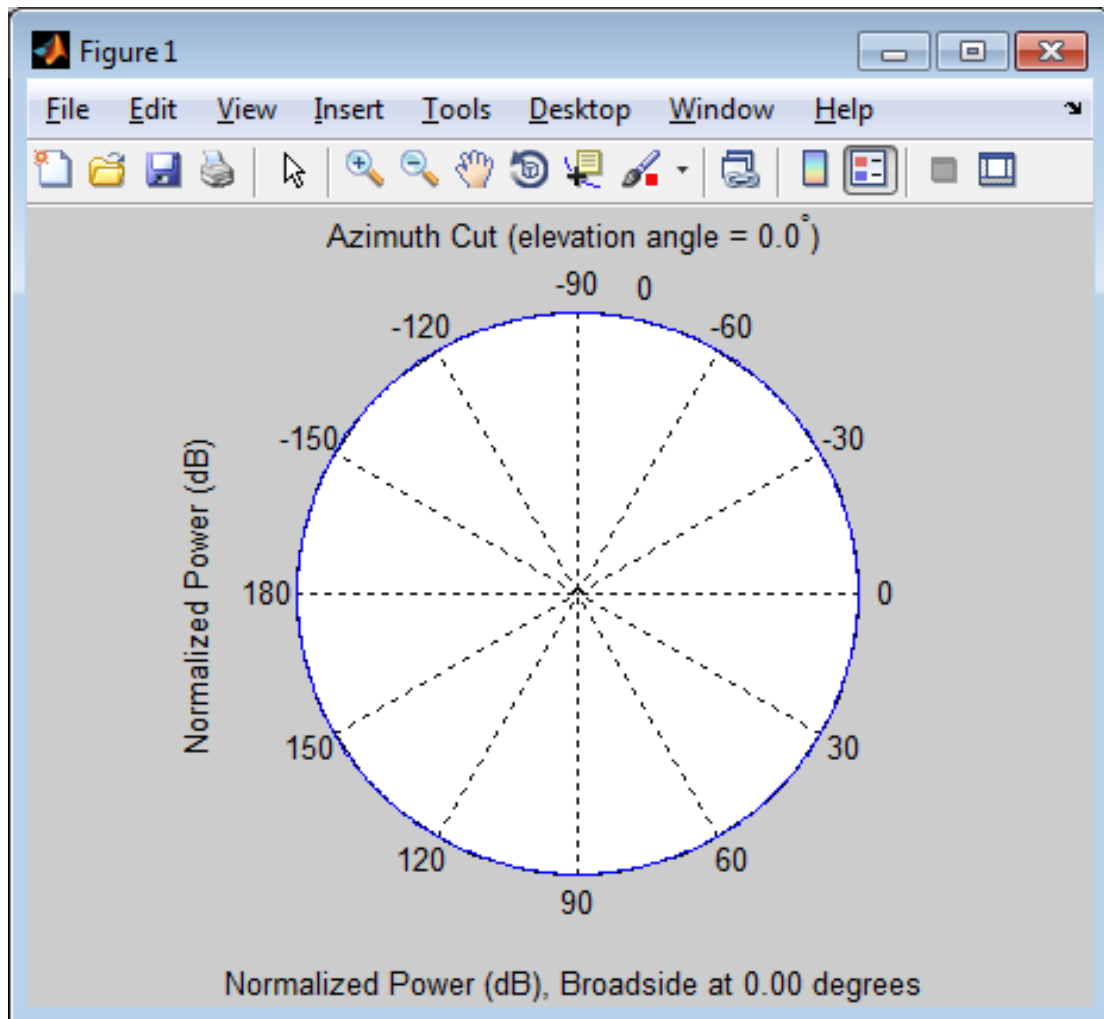 Figure 1
File Edit View Insert Tools Desktop Window Help
Azimuth Cut (elevation angle = 0.0°)
-90 0
-120 -60
-150 -30
Normalized Power (dB)
180 0
150 30
120 60
90
Normalized Power (dB), Broadside at 0.00 degrees